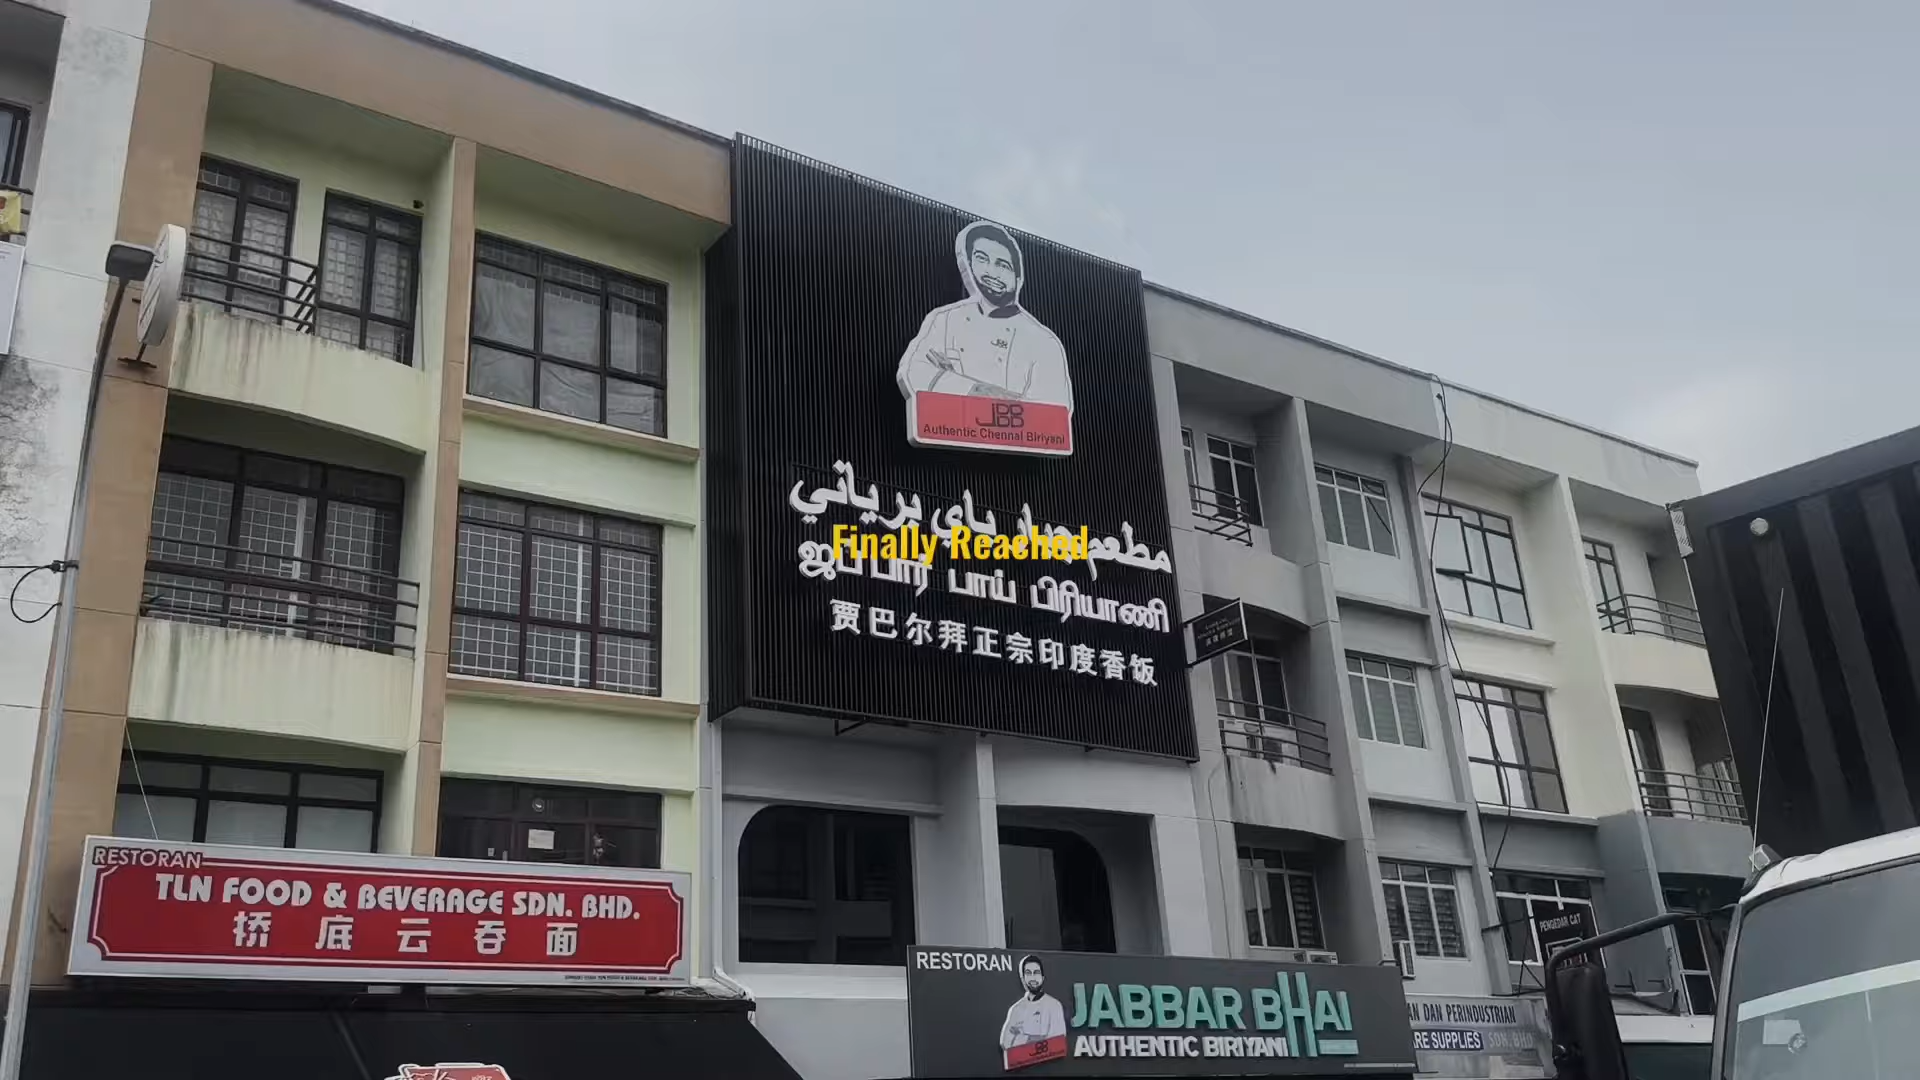 JBB
JBB
Authentic Chennai Biriyani
مطعم جبار باي برياني
Finally Reached
ஜப்பார் பாய் பிரியாணி
贾巴尔拜正宗印度香饭
RESTORAN
TLN FOOD & BEVERAGE SDN. BHD.
桥底云吞面
RESTORAN
JABBAR BHAI
AUTHENTIC BIRIYANI
JBB
PENGEDAR CAT
AN DAN PERINDUSTRIAN
ARE SUPPLIES SDN. BHD